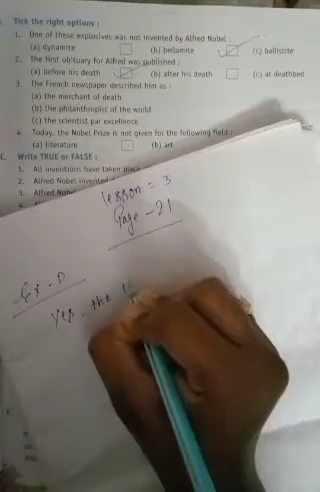 Tick the right options :
1. One of these explosives was not invented by Alfred Nobel :
(a) dynamite (b) bellamite (c) ballistite
2. The first obituary for Alfred was published :
(a) before his death (b) after his death (c) at deathbed
3. The French newspaper described him as :
(a) the merchant of death
(b) the philanthropist of the world
(c) the scientist par excellence
4. Today, the Nobel Prize is not given for the following field :
(a) literature (b) art
C. Write TRUE or FALSE :
1. All inventions have taken place
2. Alfred Nobel invented
3. Alfred Nobel
4.
lesson = 3
Page - 21
Ex - D
yes, the